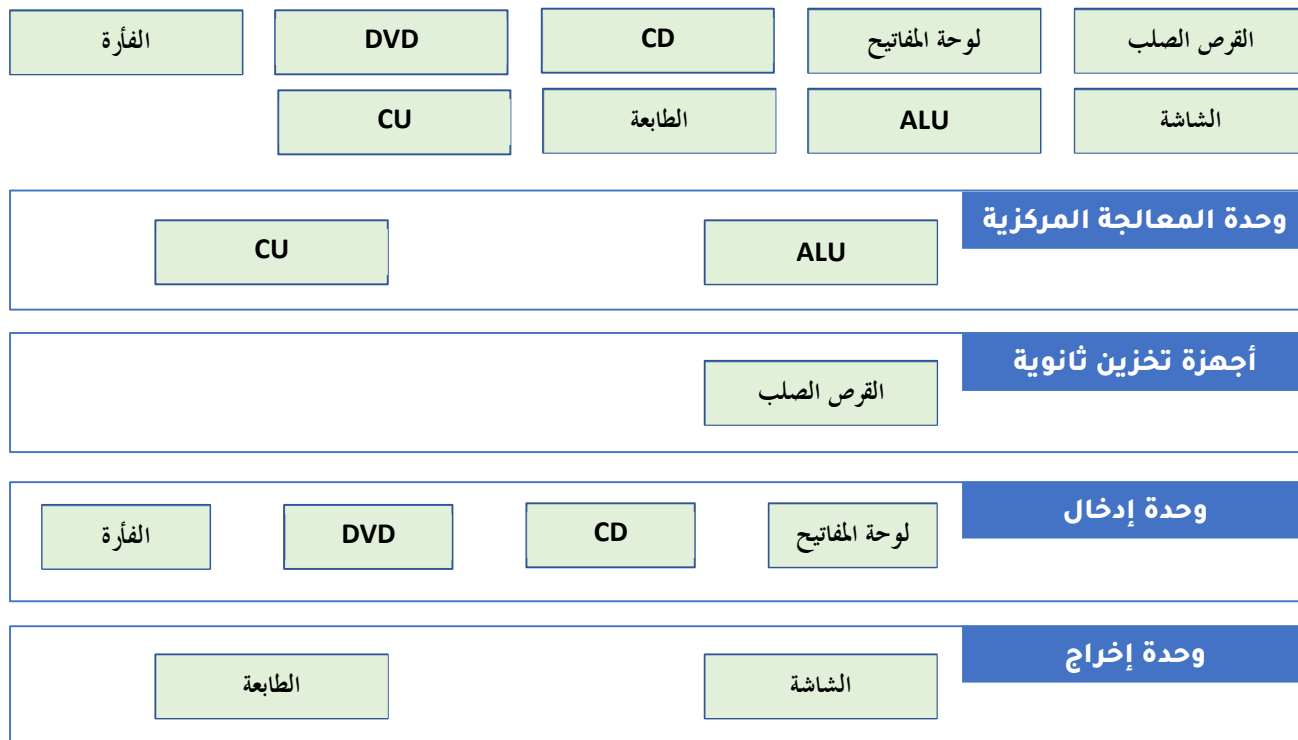 القرص الصلب
لوحة المفاتيح
CD
DVD
الفأرة
الشاشة
ALU
الطابعة
CU
وحدة المعالجة المركزية
ALU
CU
أجهزة تخزين ثانوية
القرص الصلب
وحدة إدخال
لوحة المفاتيح
CD
DVD
الفأرة
وحدة إخراج
الشاشة
الطابعة